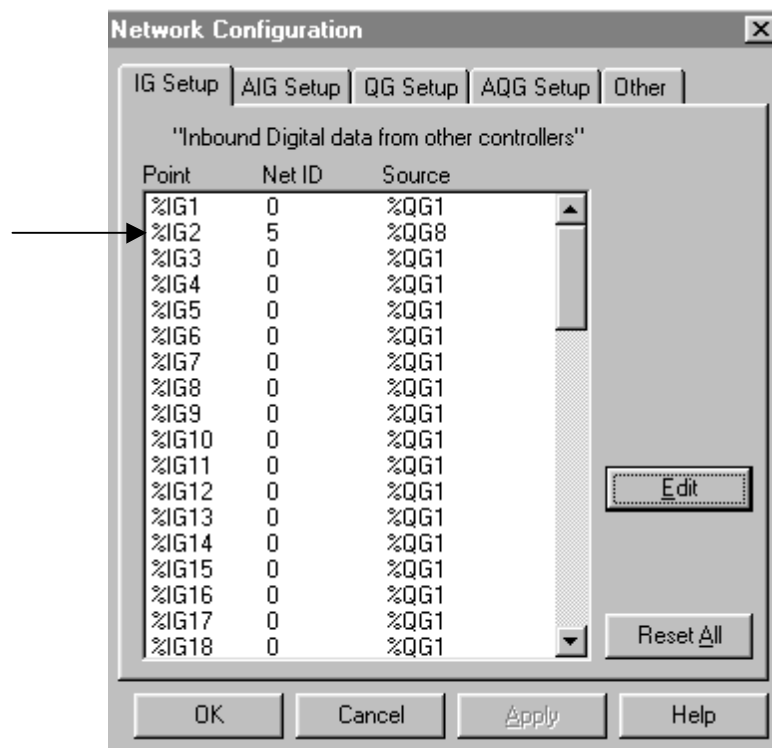 Network Configuration
IG Setup AIG Setup QG Setup AQG Setup Other
"Inbound Digital data from other controllers"
Point Net ID Source
%IG1 0 %QG1
%IG2 5 %QG8
%IG3 0 %QG1
%IG4 0 %QG1
%IG5 0 %QG1
%IG6 0 %QG1
%IG7 0 %QG1
%IG8 0 %QG1
%IG9 0 %QG1
%IG10 0 %QG1
%IG11 0 %QG1
%IG12 0 %QG1
%IG13 0 %QG1
%IG14 0 %QG1
%IG15 0 %QG1
%IG16 0 %QG1
%IG17 0 %QG1
%IG18 0 %QG1
Edit
Reset All
OK Cancel Apply Help